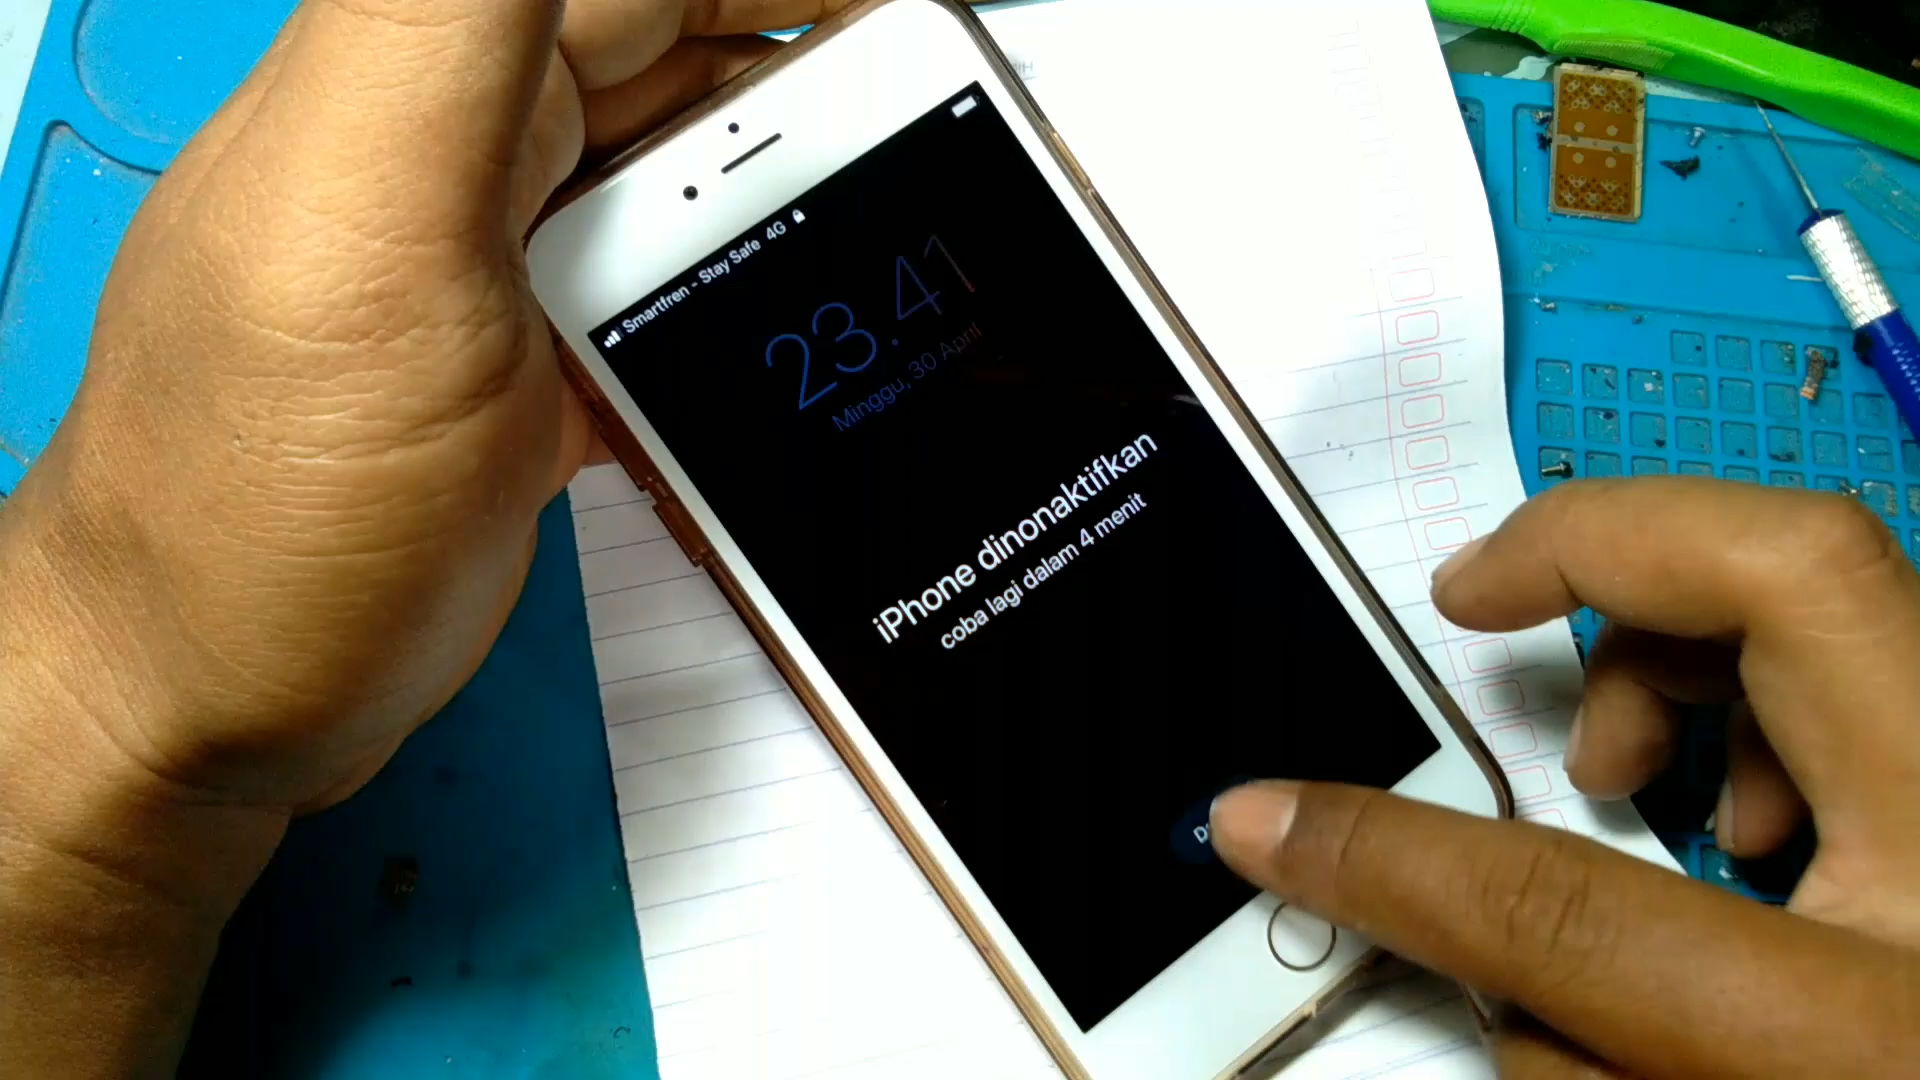 Smartfren - Stay Safe 4G
23.41
Minggu, 30 April
iPhone dinonaktifkan
coba lagi dalam 4 menit